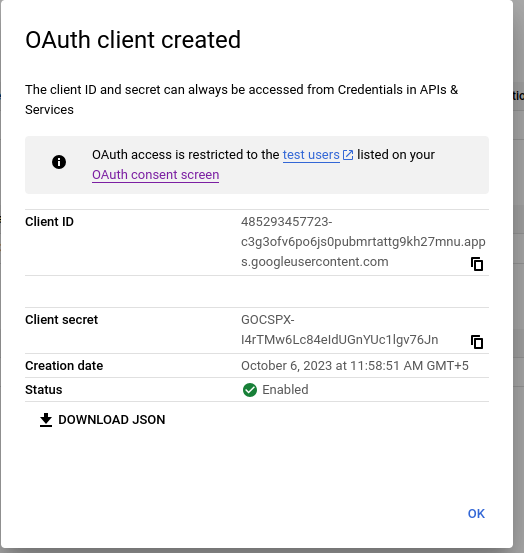 OAuth client created
The client ID and secret can always be accessed from Credentials in APIs &
Services
OAuth access is restricted to the test users listed on your
OAuth consent screen
Client ID
485293457723-
c3g3ofv6po6js0pubmrtattg9kh27mnu.app
s.googleusercontent.com
Client secret
GOCSPX-
I4rTMw6Lc84eIdUGnYUc1lgv76Jn
Creation date October 6, 2023 at 11:58:51 AM GMT+5
Status Enabled
DOWNLOAD JSON
OK